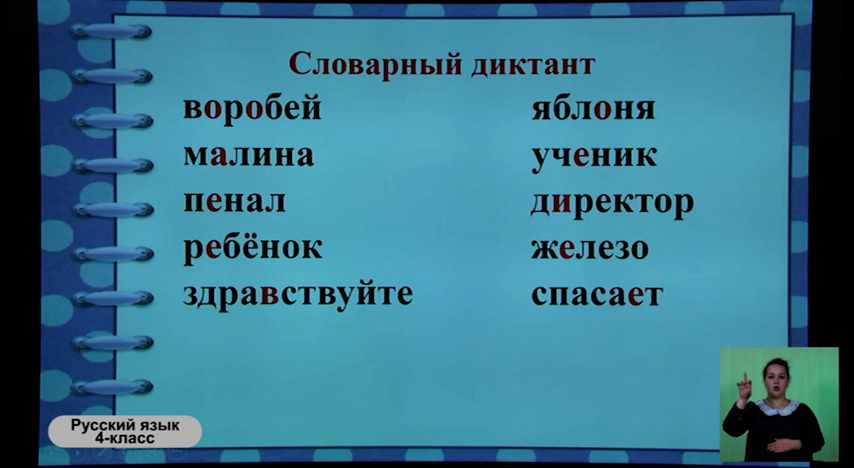 Словарный диктант
воробей
малина
пенал
ребёнок
здравствуйте
яблоня
ученик
директор
железо
спасает
Русский язык
4-класс